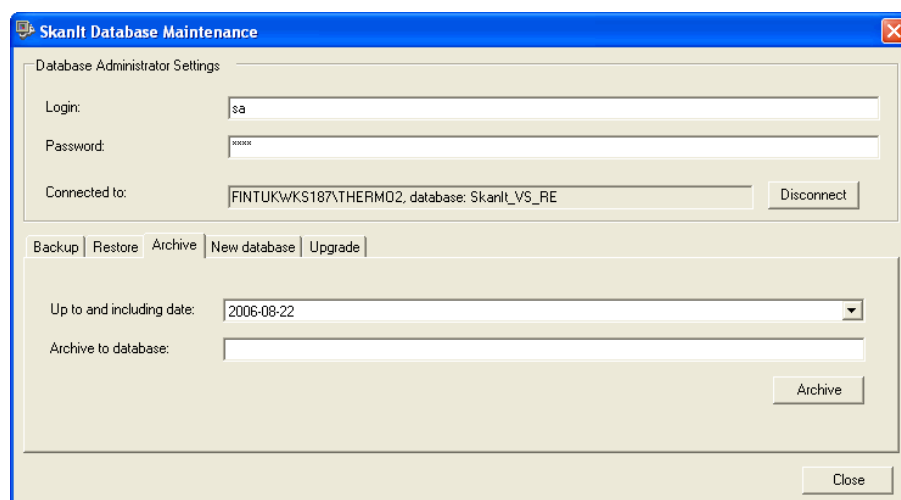 SkanIt Database Maintenance
Database Administrator Settings
Login: sa
Password: ****
Connected to: FINTUKWKS187\THERMO2, database: SkanIt_VS_RE Disconnect
Backup Restore Archive New database Upgrade
Up to and including date: 2006-08-22
Archive to database:
Archive
Close